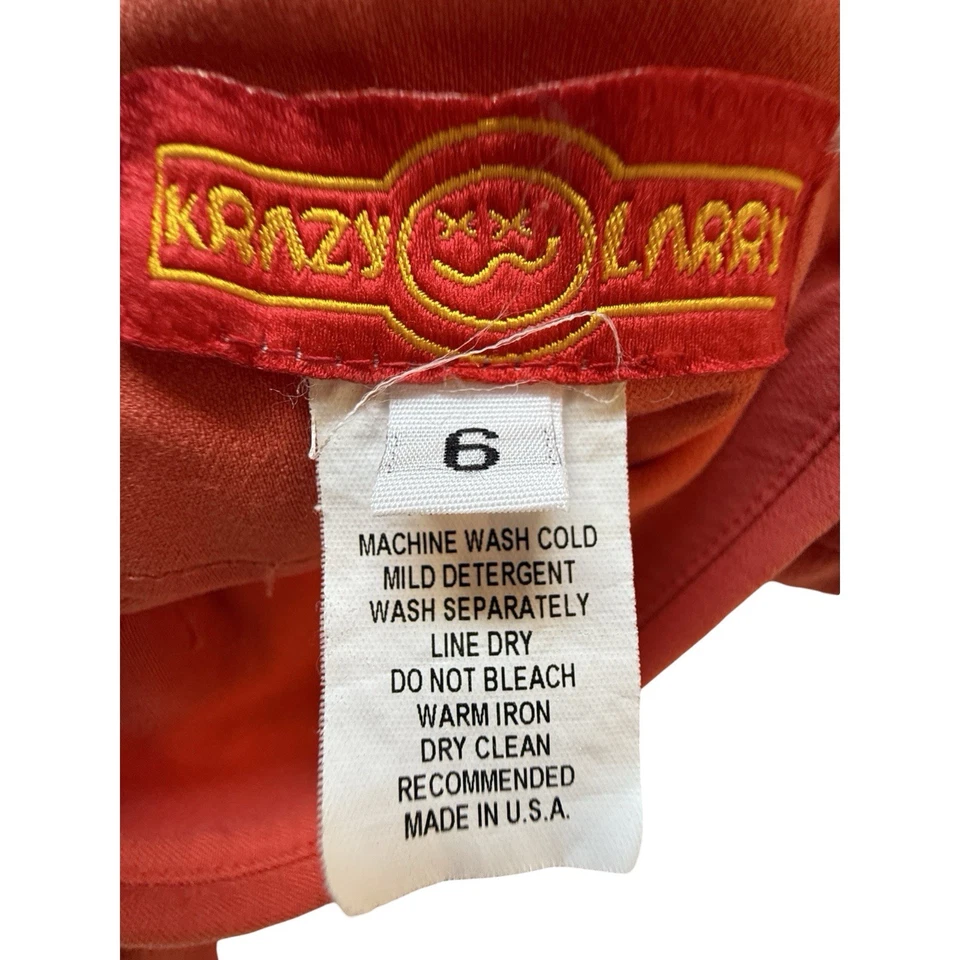 KRAZY LARRY
6
MACHINE WASH COLD
MILD DETERGENT
WASH SEPARATELY
LINE DRY
DO NOT BLEACH
WARM IRON
DRY CLEAN
RECOMMENDED
MADE IN U.S.A.